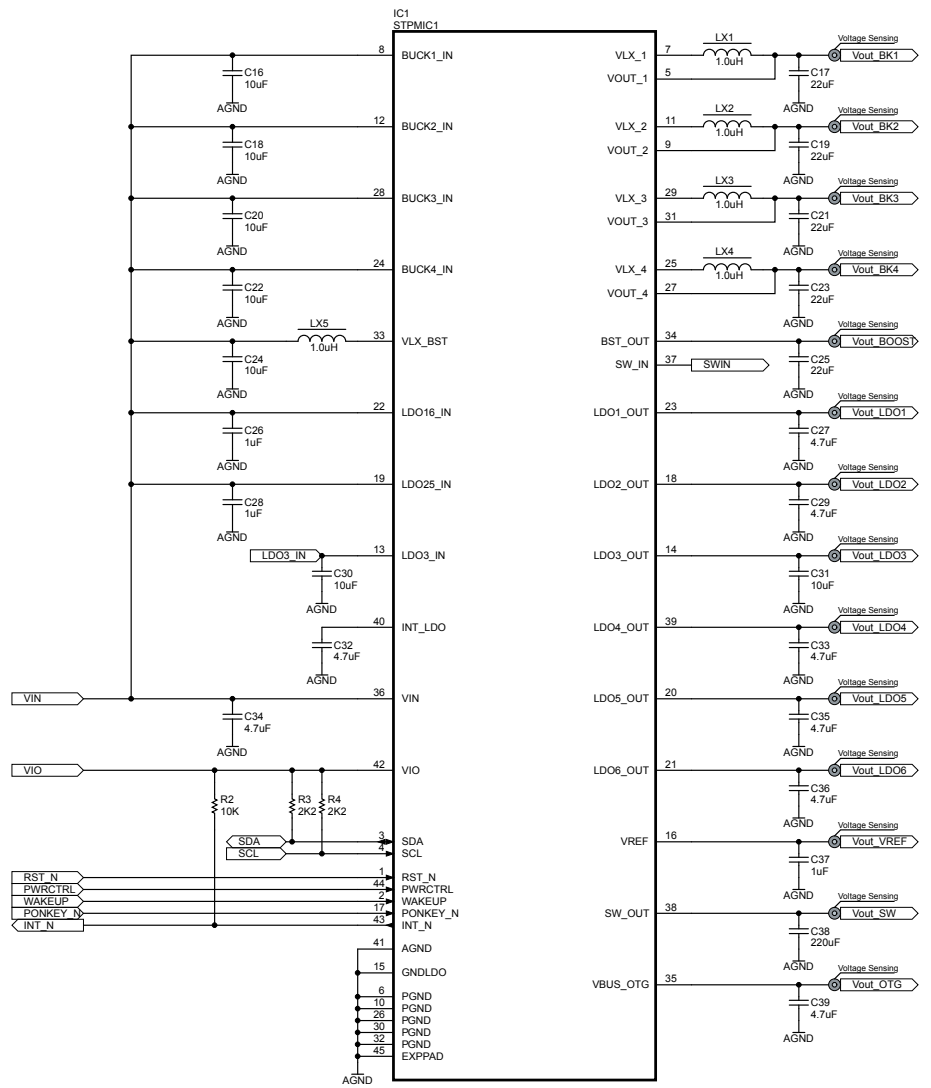 IC1
STPMIC1
8 BUCK1_IN
C16
10uF
AGND
12 BUCK2_IN
C18
10uF
AGND
28 BUCK3_IN
C20
10uF
AGND
24 BUCK4_IN
C22
10uF
AGND
LX5
1.0uH
33 VLX_BST
C24
10uF
AGND
22 LDO16_IN
C26
1uF
AGND
19 LDO25_IN
C28
1uF
AGND
LDO3_IN
13 LDO3_IN
C30
10uF
AGND
40 INT_LDO
C32
4.7uF
AGND
VIN
36 VIN
C34
4.7uF
AGND
VIO
42 VIO
R2
10K
R3
2K2
R4
2K2
SDA 3 SDA
SCL 4 SCL
RST_N 1 RST_N
PWRCTRL 44 PWRCTRL
WAKEUP 2 WAKEUP
PONKEY_N 17 PONKEY_N
INT_N 43 INT_N
41 AGND
15 GNDLDO
6 PGND
10 PGND
26 PGND
30 PGND
32 PGND
45 EXPPAD
AGND
VLX_1 7
LX1
1.0uH
VOUT_1 5
Voltage Sensing
Vout_BK1
C17
22uF
AGND
VLX_2 11
LX2
1.0uH
VOUT_2 9
Voltage Sensing
Vout_BK2
C19
22uF
AGND
VLX_3 29
LX3
1.0uH
VOUT_3 31
Voltage Sensing
Vout_BK3
C21
22uF
AGND
VLX_4 25
LX4
1.0uH
VOUT_4 27
Voltage Sensing
Vout_BK4
C23
22uF
AGND
BST_OUT 34
Voltage Sensing
Vout_BOOST
C25
22uF
AGND
SW_IN 37 SWIN
LDO1_OUT 23
Voltage Sensing
Vout_LDO1
C27
4.7uF
AGND
LDO2_OUT 18
Voltage Sensing
Vout_LDO2
C29
4.7uF
AGND
LDO3_OUT 14
Voltage Sensing
Vout_LDO3
C31
10uF
AGND
LDO4_OUT 39
Voltage Sensing
Vout_LDO4
C33
4.7uF
AGND
LDO5_OUT 20
Voltage Sensing
Vout_LDO5
C35
4.7uF
AGND
LDO6_OUT 21
Voltage Sensing
Vout_LDO6
C36
4.7uF
AGND
VREF 16
Voltage Sensing
Vout_VREF
C37
1uF
AGND
SW_OUT 38
Voltage Sensing
Vout_SW
C38
220uF
AGND
VBUS_OTG 35
Voltage Sensing
Vout_OTG
C39
4.7uF
AGND